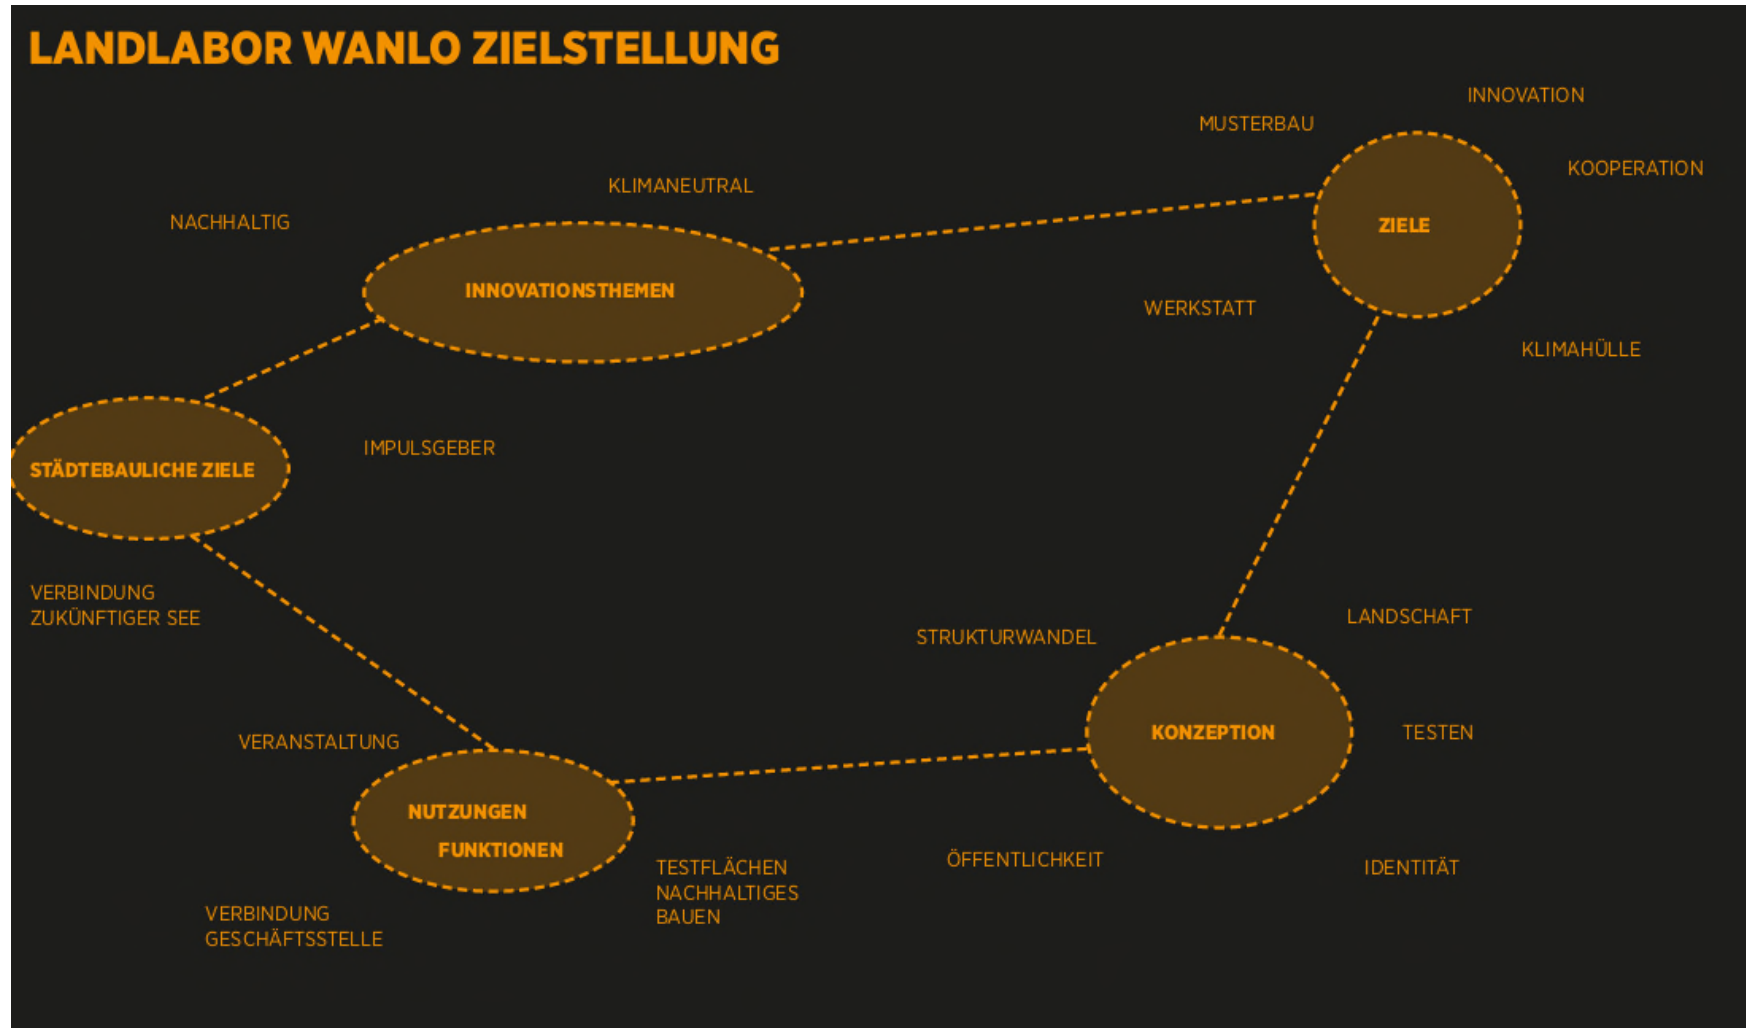 LANDLABOR WANLO ZIELSTELLUNG
INNOVATION
MUSTERBAU
KOOPERATION
KLIMANEUTRAL
NACHHALTIG
ZIELE
INNOVATIONSTHEMEN
WERKSTATT
KLIMAHÜLLE
IMPULSGEBER
STÄDTEBAULICHE ZIELE
VERBINDUNG
ZUKÜNFTIGER SEE
STRUKTURWANDEL
LANDSCHAFT
VERANSTALTUNG
KONZEPTION
TESTEN
NUTZUNGEN
FUNKTIONEN
ÖFFENTLICHKEIT
IDENTITÄT
TESTFLÄCHEN
NACHHALTIGES
BAUEN
VERBINDUNG
GESCHÄFTSSTELLE